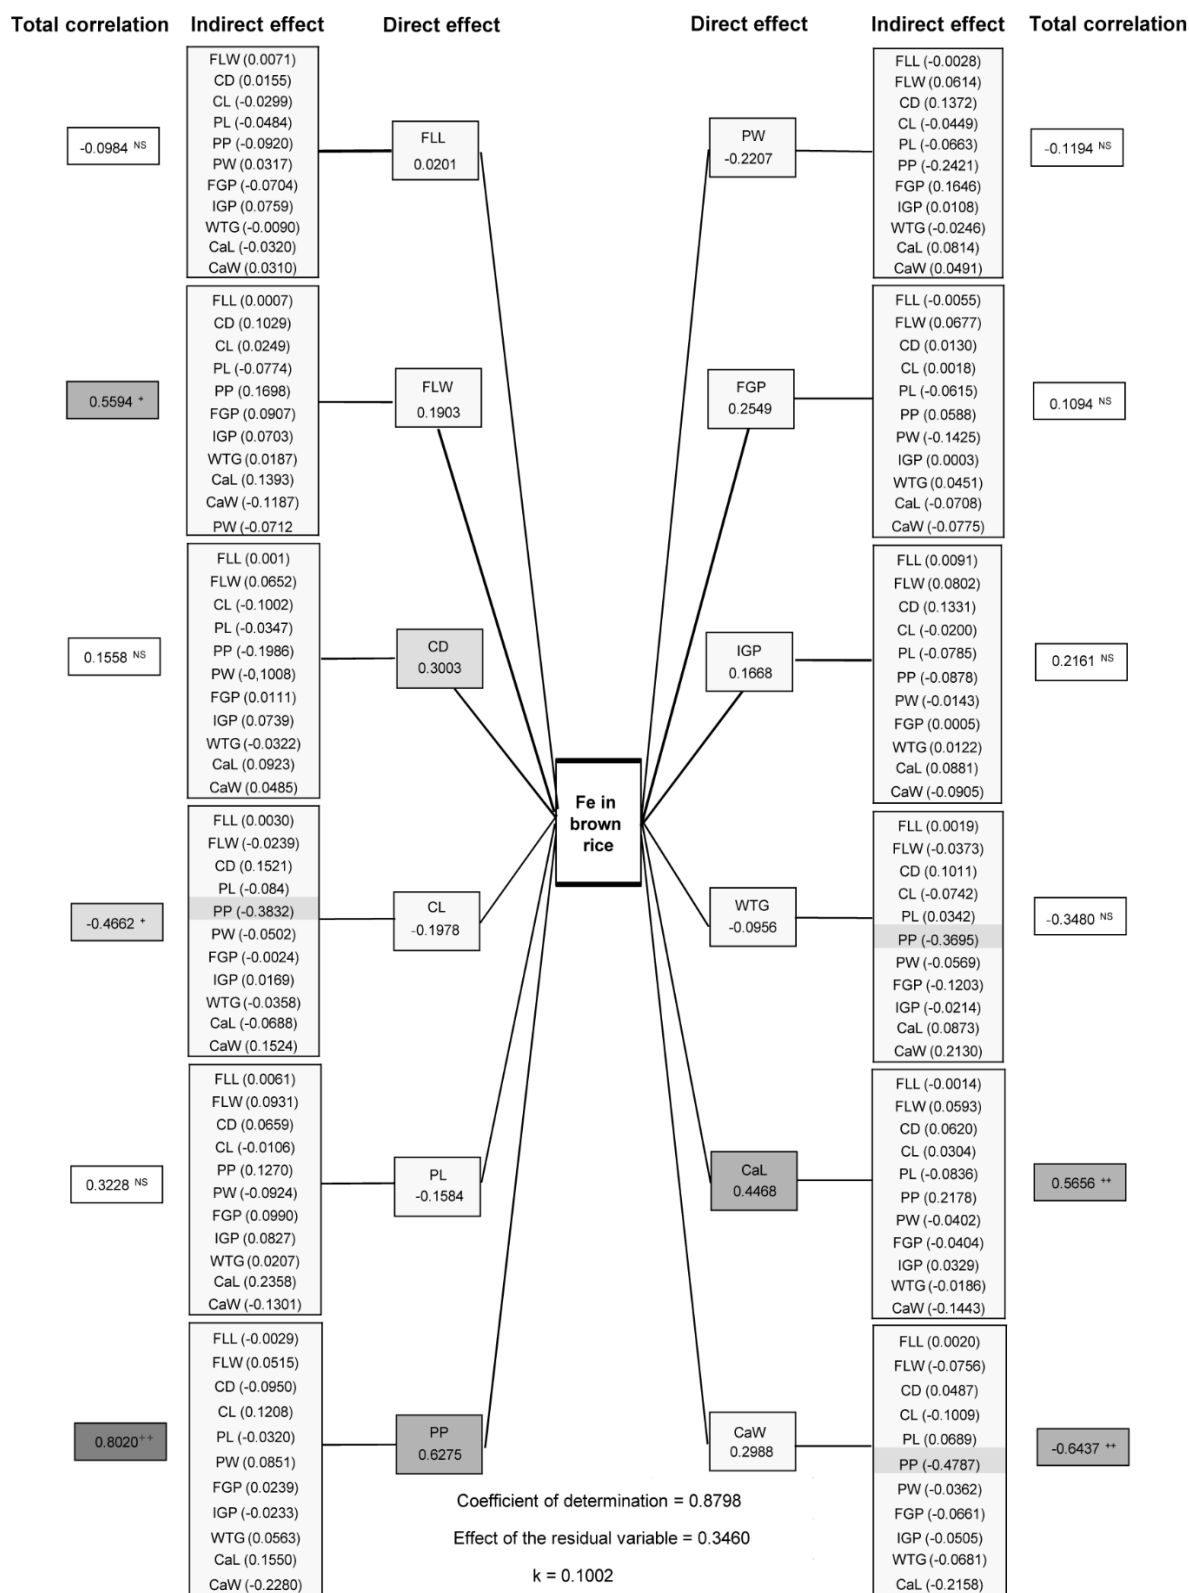 Total correlation
Indirect effect
Direct effect
Direct effect
Indirect effect
Total correlation
-0.0984 NS
FLW (0.0071)
CD (0.0155)
CL (-0.0299)
PL (-0.0484)
PP (-0.0920)
PW (0.0317)
FGP (-0.0704)
IGP (0.0759)
WTG (-0.0090)
CaL (-0.0320)
CaW (0.0310)
FLL
0.0201
0.5594 +
FLL (0.0007)
CD (0.1029)
CL (0.0249)
PL (-0.0774)
PP (0.1698)
FGP (0.0907)
IGP (0.0703)
WTG (0.0187)
CaL (0.1393)
CaW (-0.1187)
PW (-0.0712
FLW
0.1903
0.1558 NS
FLL (0.001)
FLW (0.0652)
CL (-0.1002)
PL (-0.0347)
PP (-0.1986)
PW (-0,1008)
FGP (0.0111)
IGP (0.0739)
WTG (-0.0322)
CaL (0.0923)
CaW (0.0485)
CD
0.3003
-0.4662 +
FLL (0.0030)
FLW (-0.0239)
CD (0.1521)
PL (-0.084)
PP (-0.3832)
PW (-0.0502)
FGP (-0.0024)
IGP (0.0169)
WTG (-0.0358)
CaL (-0.0688)
CaW (0.1524)
CL
-0.1978
0.3228 NS
FLL (0.0061)
FLW (0.0931)
CD (0.0659)
CL (-0.0106)
PP (0.1270)
PW (-0.0924)
FGP (0.0990)
IGP (0.0827)
WTG (0.0207)
CaL (0.2358)
CaW (-0.1301)
PL
-0.1584
0.8020++
FLL (-0.0029)
FLW (0.0515)
CD (-0.0950)
CL (0.1208)
PL (-0.0320)
PW (0.0851)
FGP (0.0239)
IGP (-0.0233)
WTG (0.0563)
CaL (0.1550)
CaW (-0.2280)
PP
0.6275
Fe in
brown
rice
PW
-0.2207
FLL (-0.0028)
FLW (0.0614)
CD (0.1372)
CL (-0.0449)
PL (-0.0663)
PP (-0.2421)
FGP (0.1646)
IGP (0.0108)
WTG (-0.0246)
CaL (0.0814)
CaW (0.0491)
-0.1194 NS
FGP
0.2549
FLL (-0.0055)
FLW (0.0677)
CD (0.0130)
CL (0.0018)
PL (-0.0615)
PP (0.0588)
PW (-0.1425)
IGP (0.0003)
WTG (0.0451)
CaL (-0.0708)
CaW (-0.0775)
0.1094 NS
IGP
0.1668
FLL (0.0091)
FLW (0.0802)
CD (0.1331)
CL (-0.0200)
PL (-0.0785)
PP (-0.0878)
PW (-0.0143)
FGP (0.0005)
WTG (0.0122)
CaL (0.0881)
CaW (-0.0905)
0.2161 NS
WTG
-0.0956
FLL (0.0019)
FLW (-0.0373)
CD (0.1011)
CL (-0.0742)
PL (0.0342)
PP (-0.3695)
PW (-0.0569)
FGP (-0.1203)
IGP (-0.0214)
CaL (0.0873)
CaW (0.2130)
-0.3480 NS
CaL
0.4468
FLL (-0.0014)
FLW (0.0593)
CD (0.0620)
CL (0.0304)
PL (-0.0836)
PP (0.2178)
PW (-0.0402)
FGP (-0.0404)
IGP (0.0329)
WTG (-0.0186)
CaW (-0.1443)
0.5656 ++
CaW
0.2988
FLL (0.0020)
FLW (-0.0756)
CD (0.0487)
CL (-0.1009)
PL (0.0689)
PP (-0.4787)
PW (-0.0362)
FGP (-0.0661)
IGP (-0.0505)
WTG (-0.0681)
CaL (-0.2158)
-0.6437 ++
Coefficient of determination = 0.8798
Effect of the residual variable = 0.3460
k = 0.1002